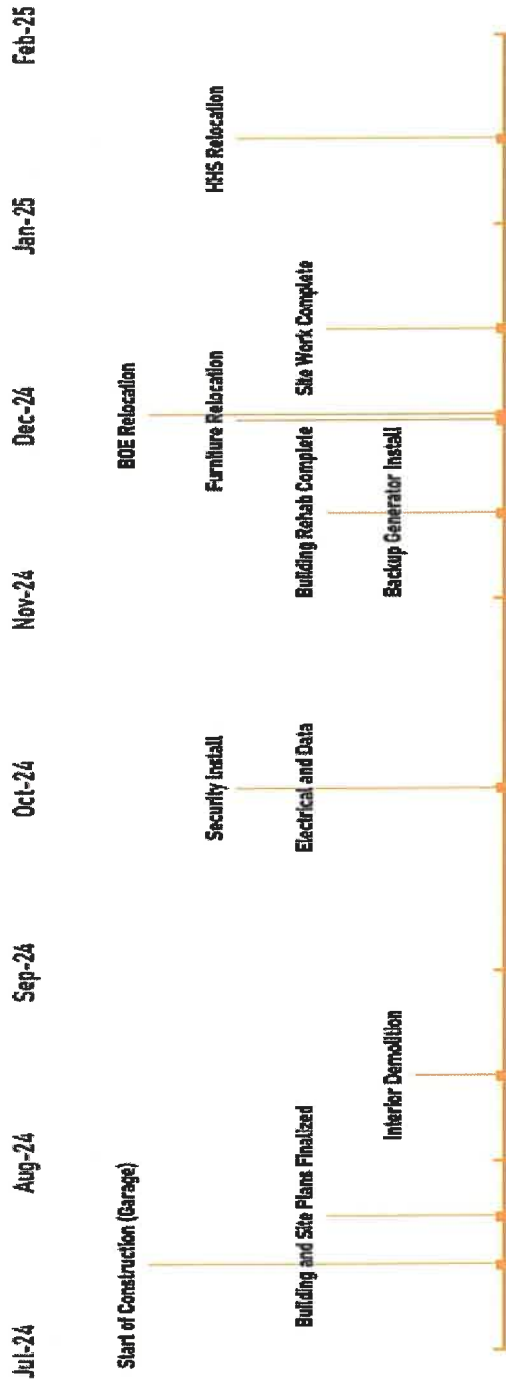 Jul-24
Aug-24
Sep-24
Oct-24
Nov-24
Dec-24
Jan-25
Feb-25
Start of Construction (Garage)
BOE Relocation
Security Install
Furniture Relocation
HHS Relocation
Building and Site Plans Finalized
Electrical and Data
Building Rehab Complete
Site Work Complete
Interior Demolition
Backup Generator Install